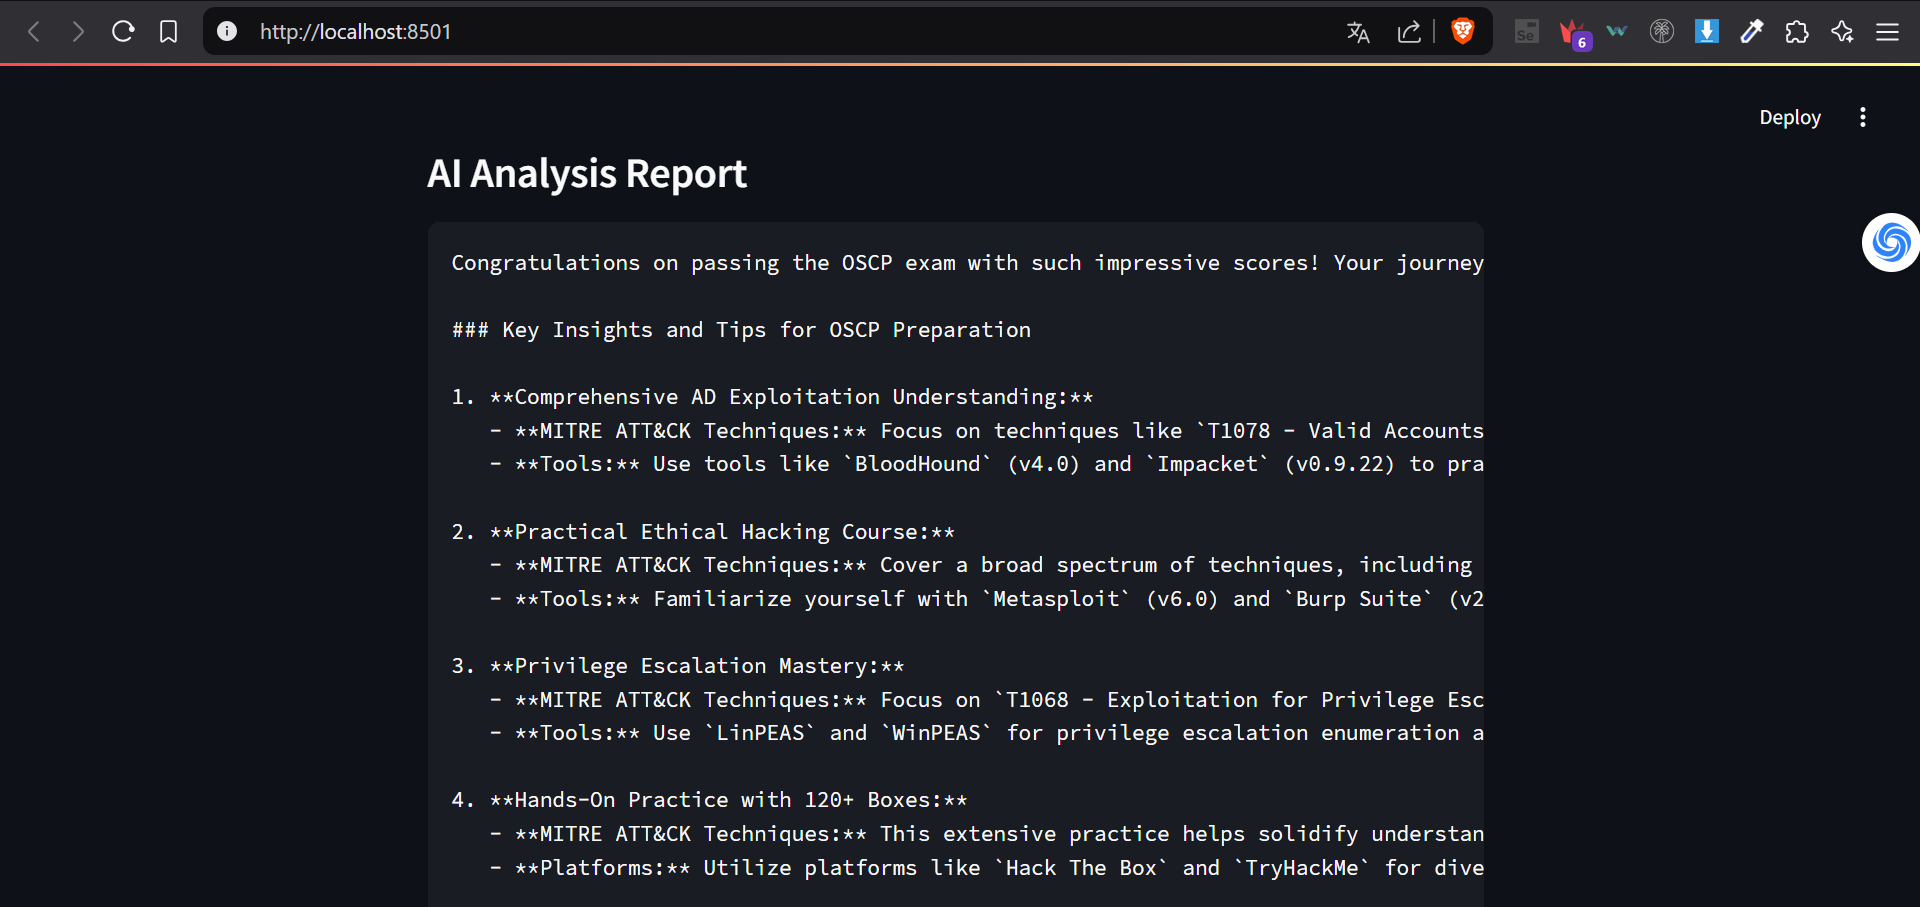 http://localhost:8501
Se
6
Deploy
AI Analysis Report
Congratulations on passing the OSCP exam with such impressive scores! Your journey
### Key Insights and Tips for OSCP Preparation
1. **Comprehensive AD Exploitation Understanding:**
- **MITRE ATT&CK Techniques:** Focus on techniques like `T1078 - Valid Accounts
- **Tools:** Use tools like `BloodHound` (v4.0) and `Impacket` (v0.9.22) to pra
2. **Practical Ethical Hacking Course:**
- **MITRE ATT&CK Techniques:** Cover a broad spectrum of techniques, including
- **Tools:** Familiarize yourself with `Metasploit` (v6.0) and `Burp Suite` (v2
3. **Privilege Escalation Mastery:**
- **MITRE ATT&CK Techniques:** Focus on `T1068 - Exploitation for Privilege Esc
- **Tools:** Use `LinPEAS` and `WinPEAS` for privilege escalation enumeration a
4. **Hands-On Practice with 120+ Boxes:**
- **MITRE ATT&CK Techniques:** This extensive practice helps solidify understan
- **Platforms:** Utilize platforms like `Hack The Box` and `TryHackMe` for dive